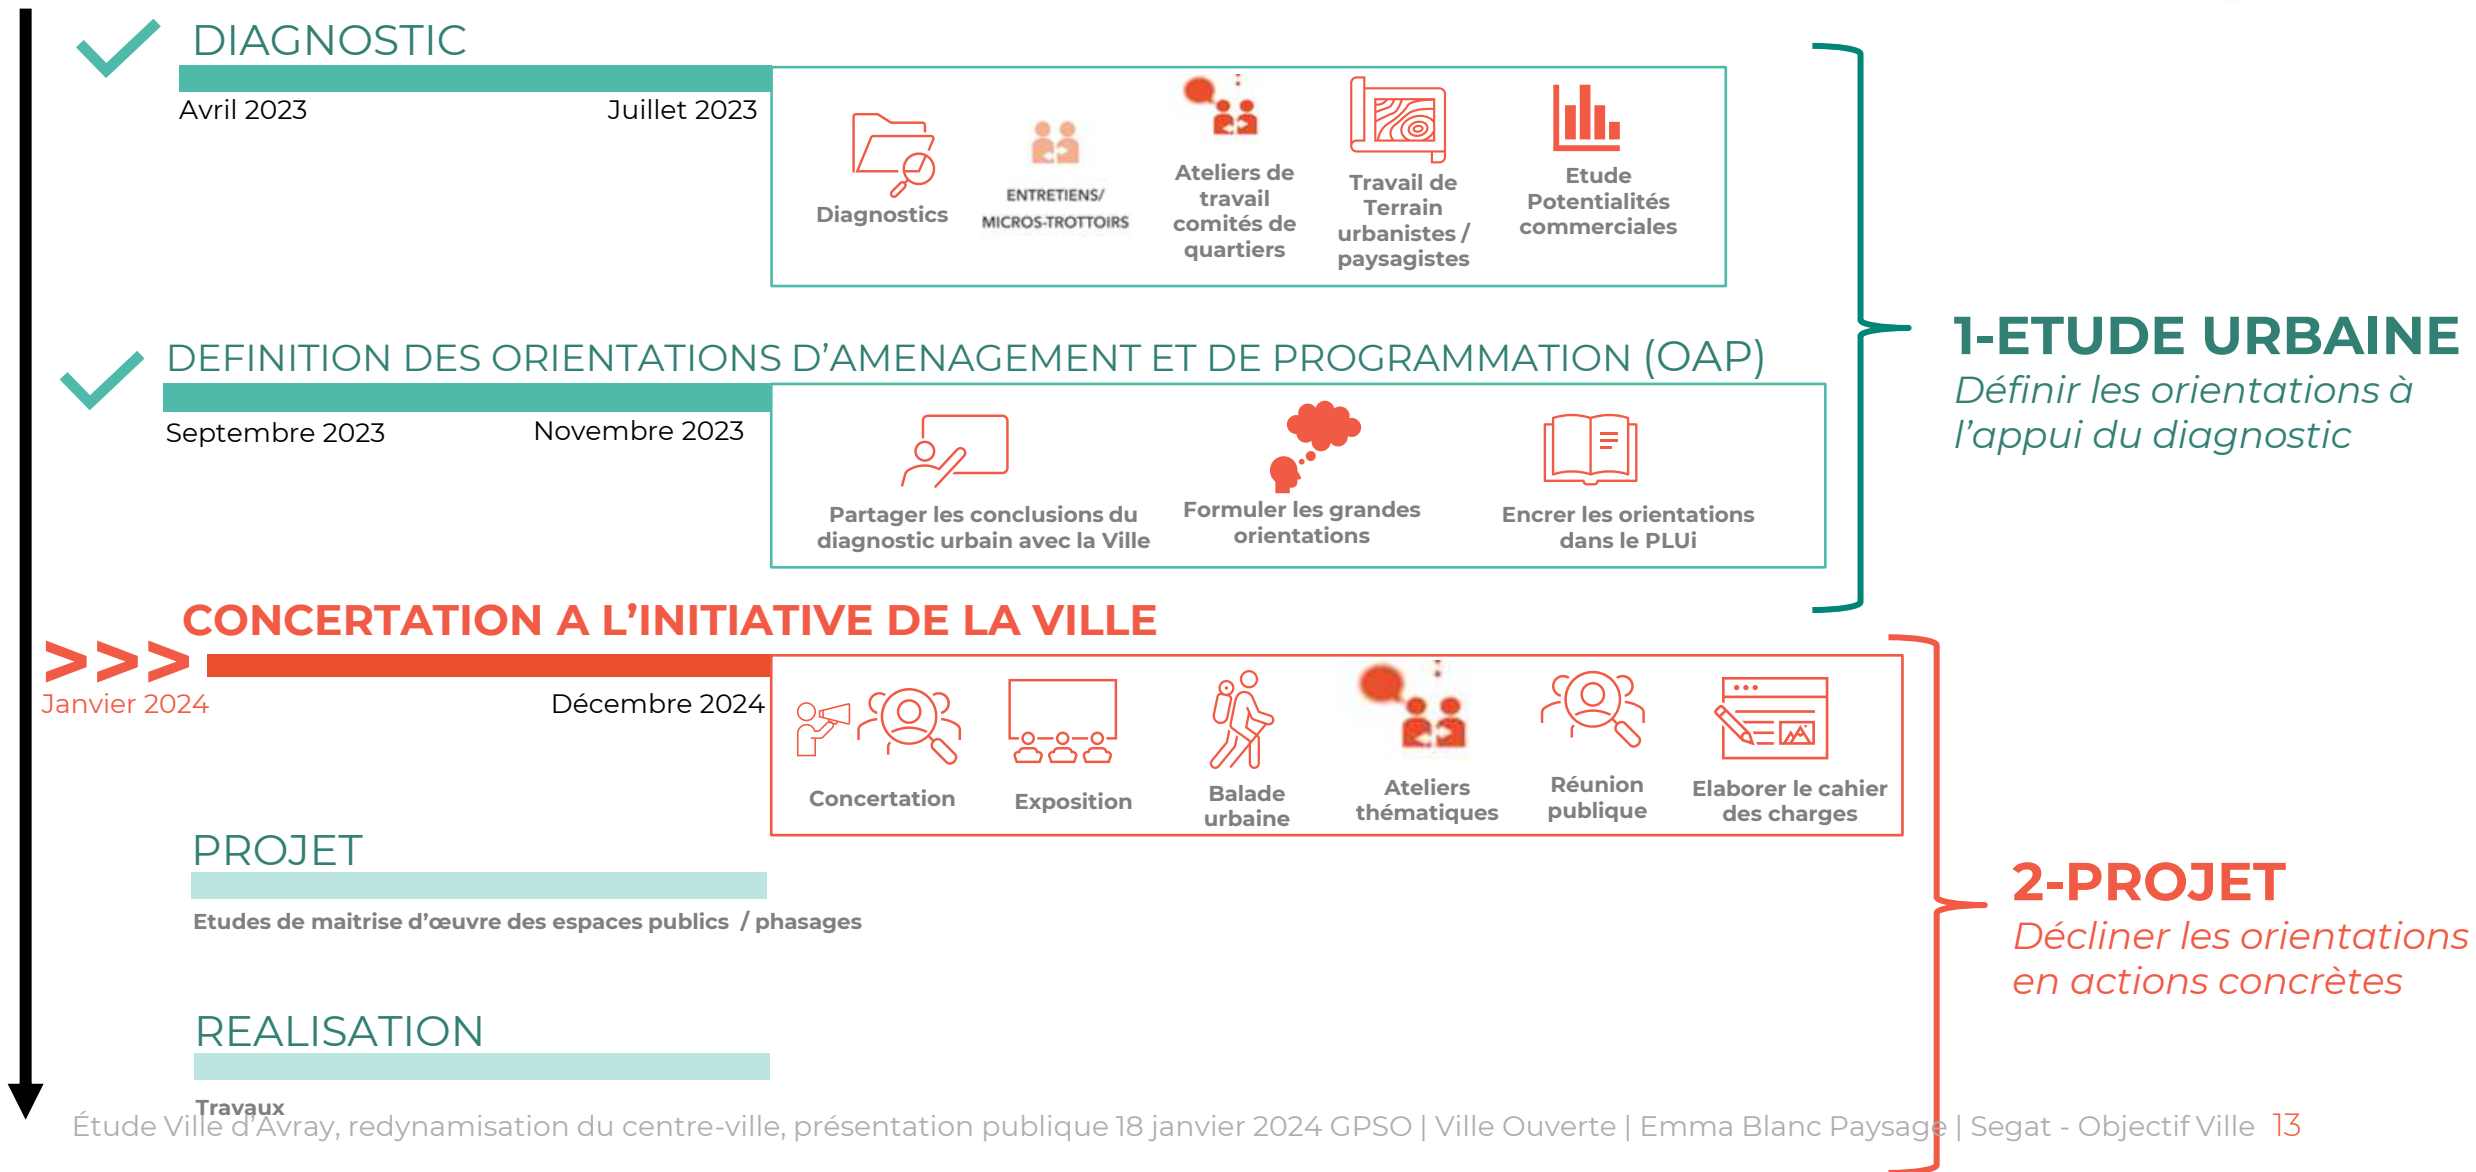 DIAGNOSTIC
Avril 2023
Juillet 2023
Diagnostics
ENTRETIENS/
MICROS-TROTTOIRS
Ateliers de
travail
comités de
quartiers
Travail de
Terrain
urbanistes /
paysagistes
Etude
Potentialités
commerciales
DEFINITION DES ORIENTATIONS D’AMENAGEMENT ET DE PROGRAMMATION (OAP)
Septembre 2023
Novembre 2023
Partager les conclusions du
diagnostic urbain avec la Ville
Formuler les grandes
orientations
Encrer les orientations
dans le PLUi
1-ETUDE URBAINE
Définir les orientations à
l’appui du diagnostic
CONCERTATION A L’INITIATIVE DE LA VILLE
>>>
Janvier 2024
Décembre 2024
Concertation
Exposition
Balade
urbaine
Ateliers
thématiques
Réunion
publique
Elaborer le cahier
des charges
PROJET
Etudes de maitrise d’œuvre des espaces publics / phasages
2-PROJET
Décliner les orientations
en actions concrètes
REALISATION
Travaux
Étude Ville d’Avray, redynamisation du centre-ville, présentation publique 18 janvier 2024 GPSO | Ville Ouverte | Emma Blanc Paysage | Segat - Objectif Ville 13